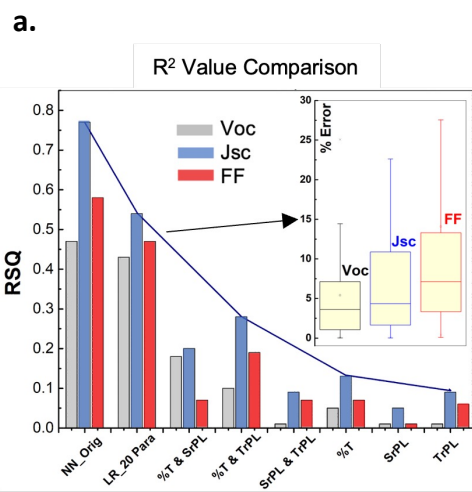 a.
R² Value Comparison
RSQ
0.8
0.7
0.6
0.5
0.4
0.3
0.2
0.1
0.0
Voc
Jsc
FF
% Error
30
25
20
15
10
5
0
Voc
Jsc
FF
NN_Orig
LR_20 Para
%T & SrPL
%T & TrPL
SrPL & TrPL
%T
SrPL
TrPL